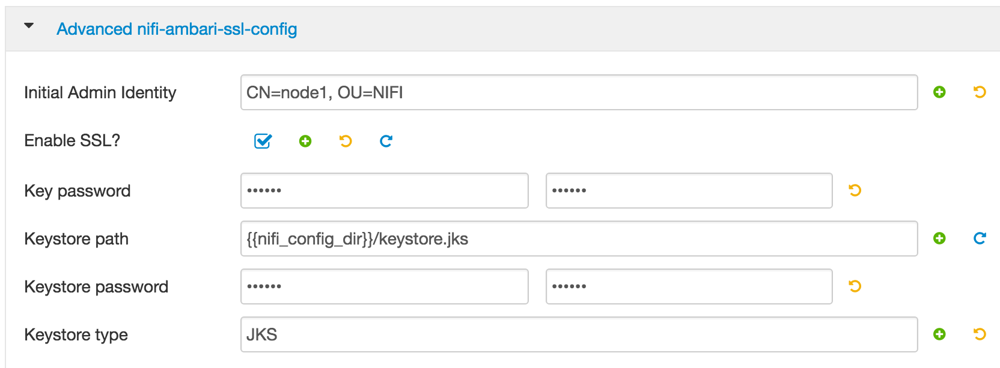 Advanced nifi-ambari-ssl-config
Initial Admin Identity CN=node1, OU=NIFI
Enable SSL?
Key password •••••• ••••••
Keystore path {{nifi_config_dir}}/keystore.jks
Keystore password •••••• ••••••
Keystore type JKS